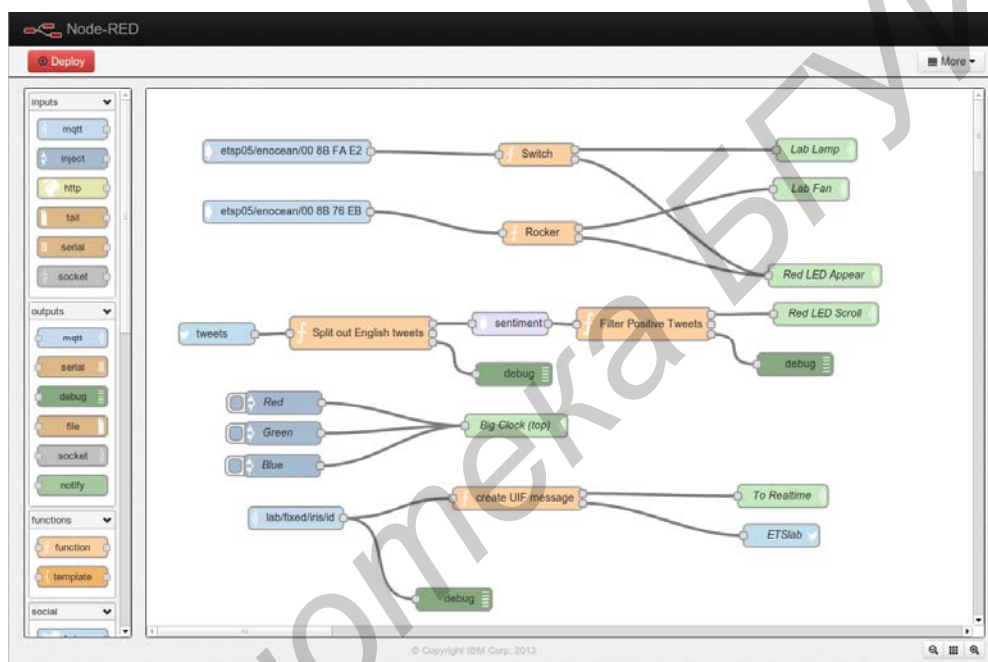 Node-RED
Deploy
More
inputs
mqtt
inject
http
tail
serial
socket
outputs
mqtt
serial
debug
file
socket
notify
functions
function
template
social
etsp05/enocean/00 8B FA E2
Switch
Lab Lamp
Lab Fan
etsp05/enocean/00 8B 76 EB
Rocker
Red LED Appear
tweets
Split out English tweets
sentiment
Filter Positive Tweets
Red LED Scroll
debug
debug
Red
Green
Blue
Big Clock (top)
lab/fixed/iris/id
create UIF message
To Realtime
ETSlab
debug
© Copyright IBM Corp. 2013
БГУИ